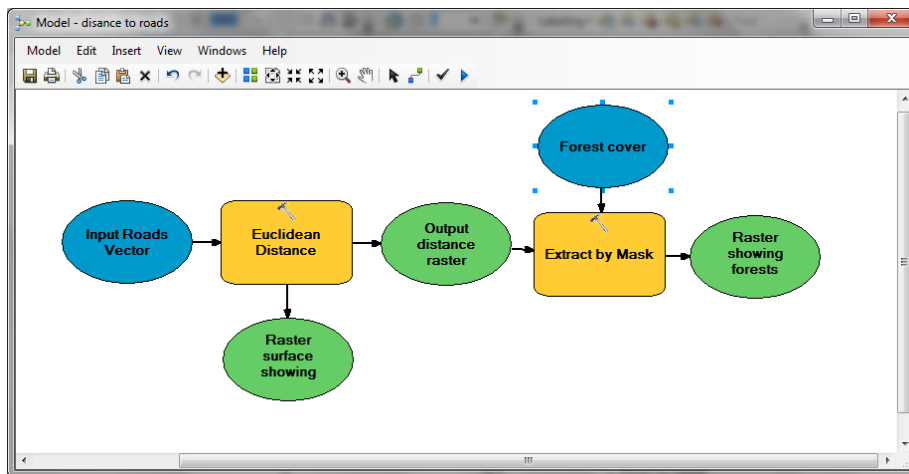 Model - disance to roads
Model Edit Insert View Windows Help
Forest cover
Input Roads
Vector
Euclidean
Distance
Output
distance
raster
Extract by Mask
Raster
showing
forests
Raster
surface
showing